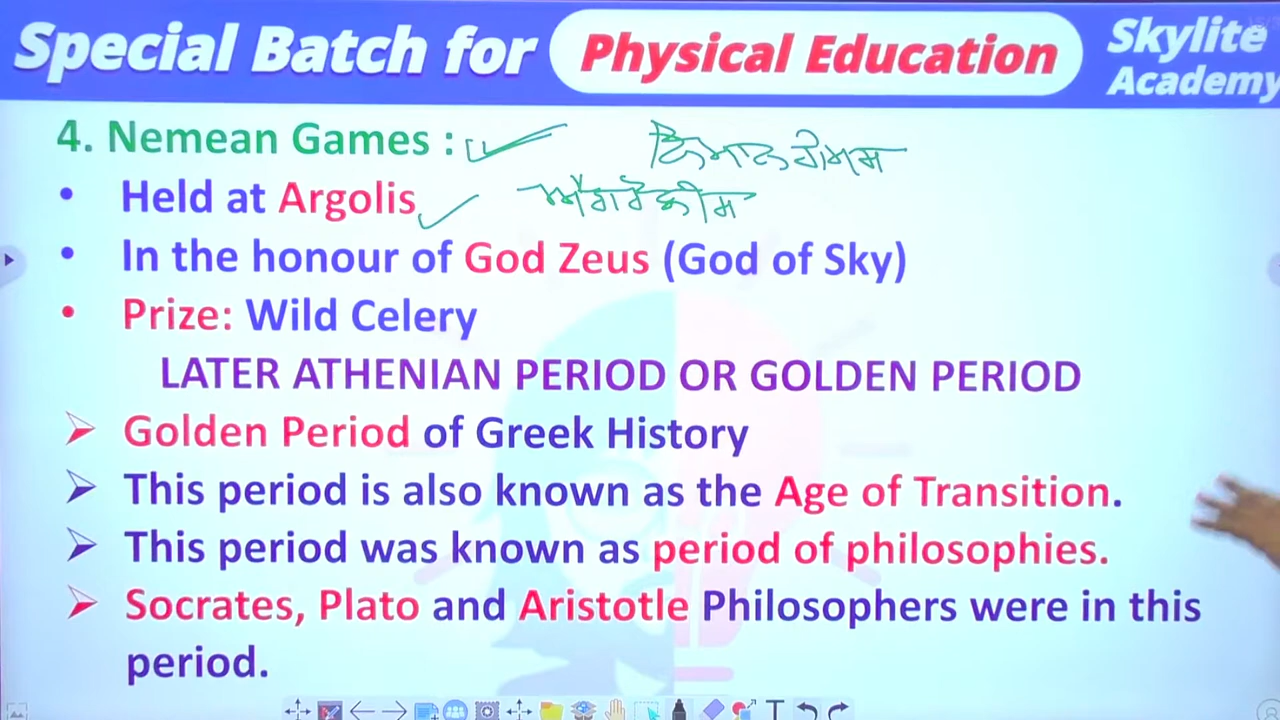 Special Batch for Physical Education
Skylite
Academy
4. Nemean Games :
• Held at Argolis
• In the honour of God Zeus (God of Sky)
• Prize: Wild Celery
LATER ATHENIAN PERIOD OR GOLDEN PERIOD
➢ Golden Period of Greek History
➢ This period is also known as the Age of Transition.
➢ This period was known as period of philosophies.
➢ Socrates, Plato and Aristotle Philosophers were in this
period.